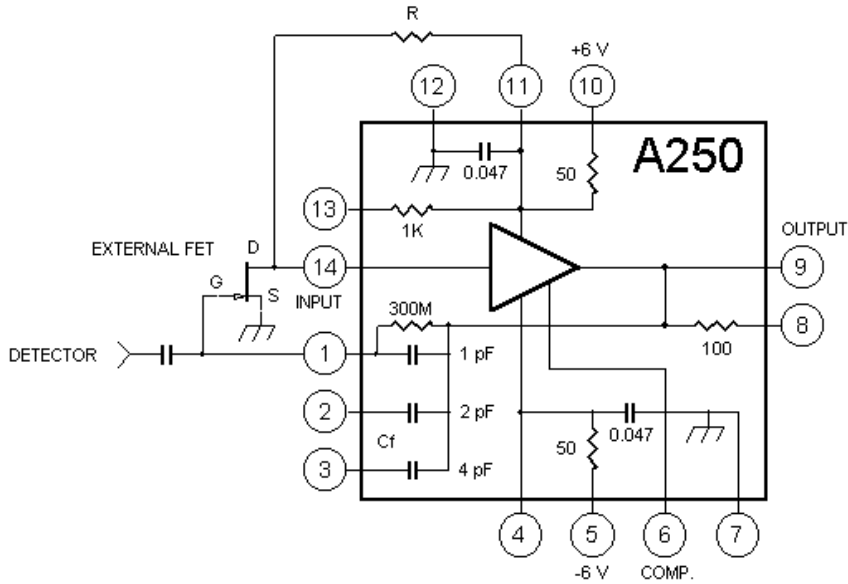 R
+6 V
12
11
10
A250
0.047
50
13
1K
EXTERNAL FET
D
OUTPUT
14
9
G
S
INPUT
300M
8
DETECTOR
1
1 pF
100
2
2 pF
0.047
Cf
50
3
4 pF
4
5
6
7
-6 V
COMP.